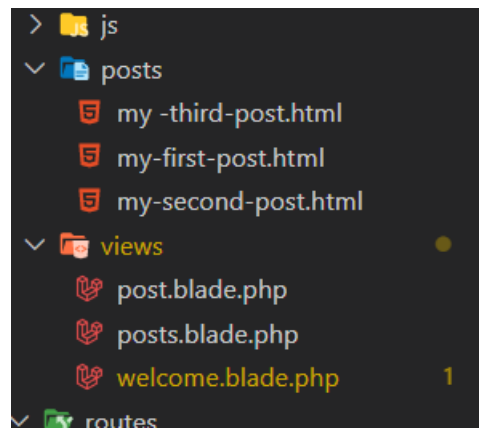 js
posts
my -third-post.html
my-first-post.html
my-second-post.html
views
post.blade.php
posts.blade.php
welcome.blade.php 1
routes